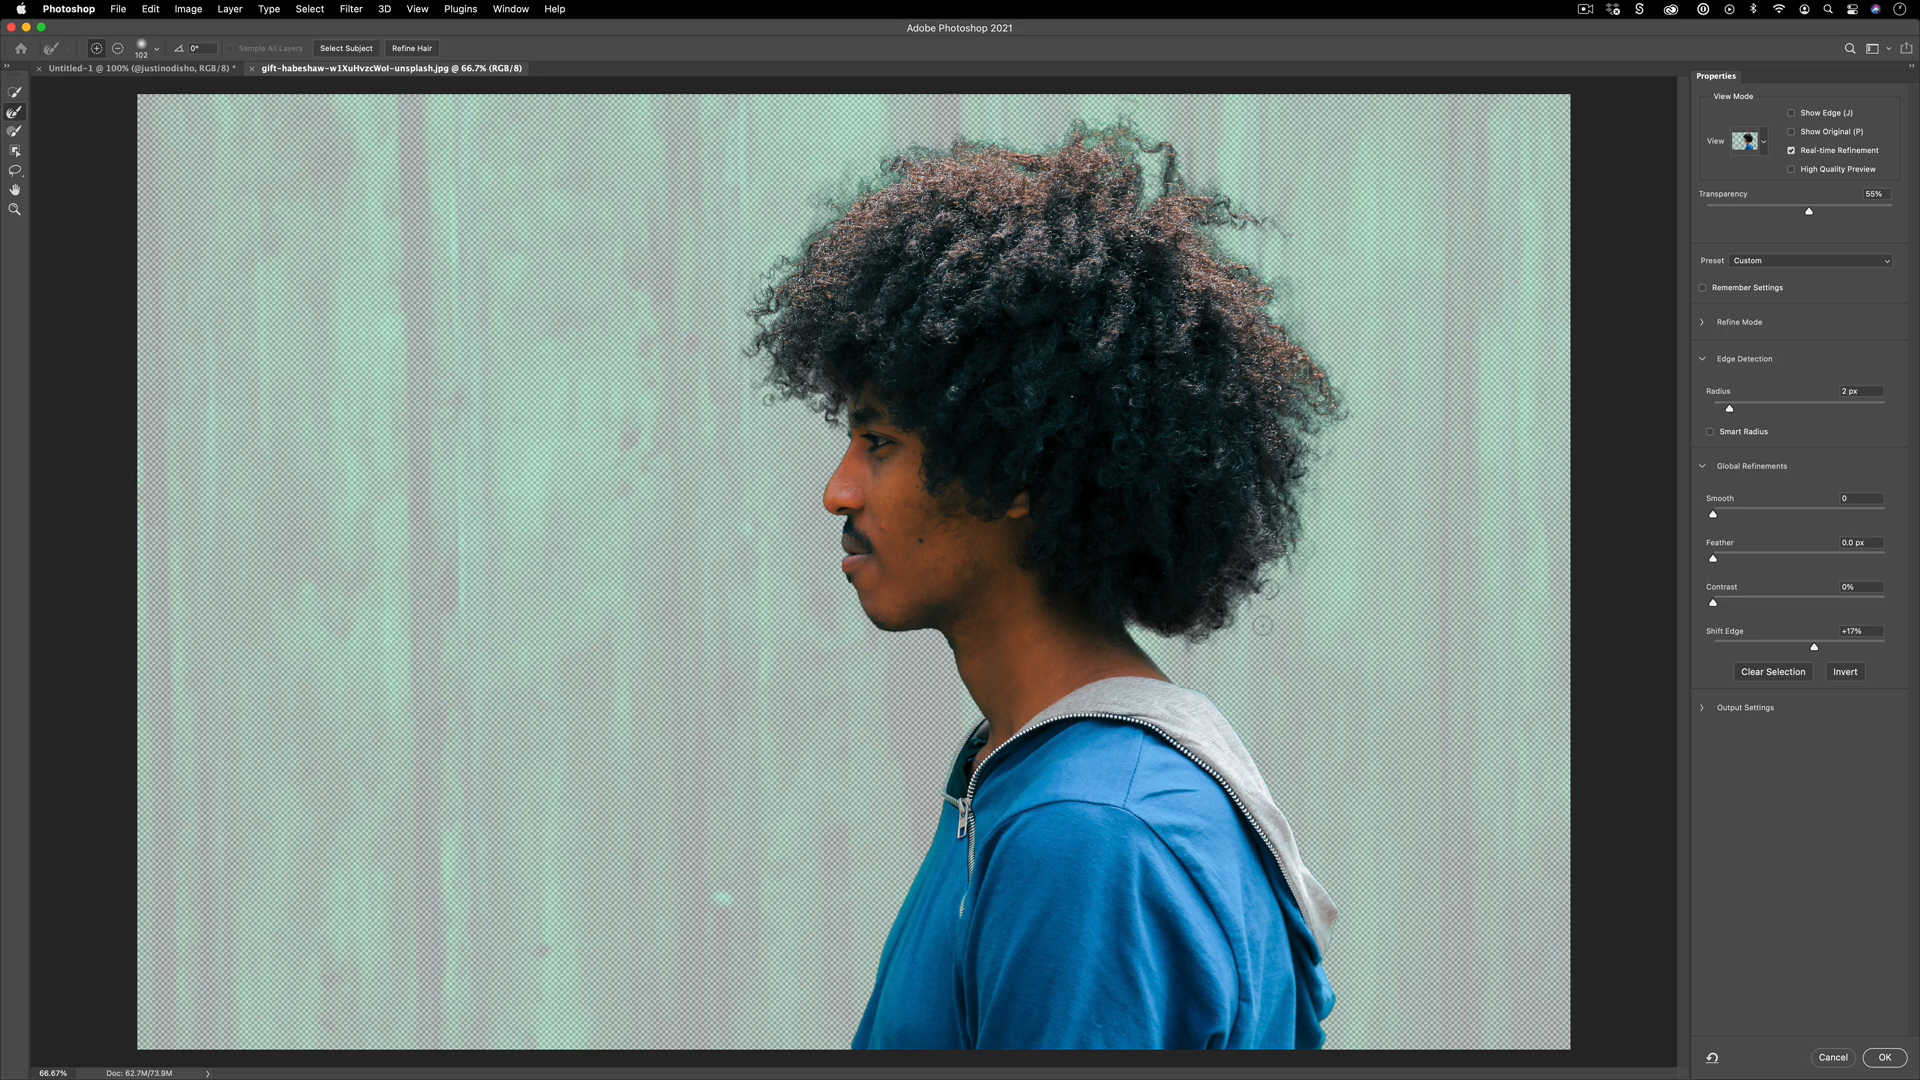 Photoshop File Edit Image Layer Type Select Filter 3D View Plugins Window Help
Adobe Photoshop 2021
102 0° Sample All Layers Select Subject Refine Hair
Untitled-1 @ 100% (@justinodisho, RGB/8) * gift-habeshaw-w1XuHvzcWoI-unsplash.jpg @ 66.7% (RGB/8)
Properties
View Mode
Show Edge (J)
Show Original (P)
View
Real-time Refinement
High Quality Preview
Transparency 55%
Preset Custom
Remember Settings
Refine Mode
Edge Detection
Radius 2 px
Smart Radius
Global Refinements
Smooth 0
Feather 0.0 px
Contrast 0%
Shift Edge +17%
Clear Selection Invert
Output Settings
Cancel OK
66.67% Doc: 62.7M/73.9M